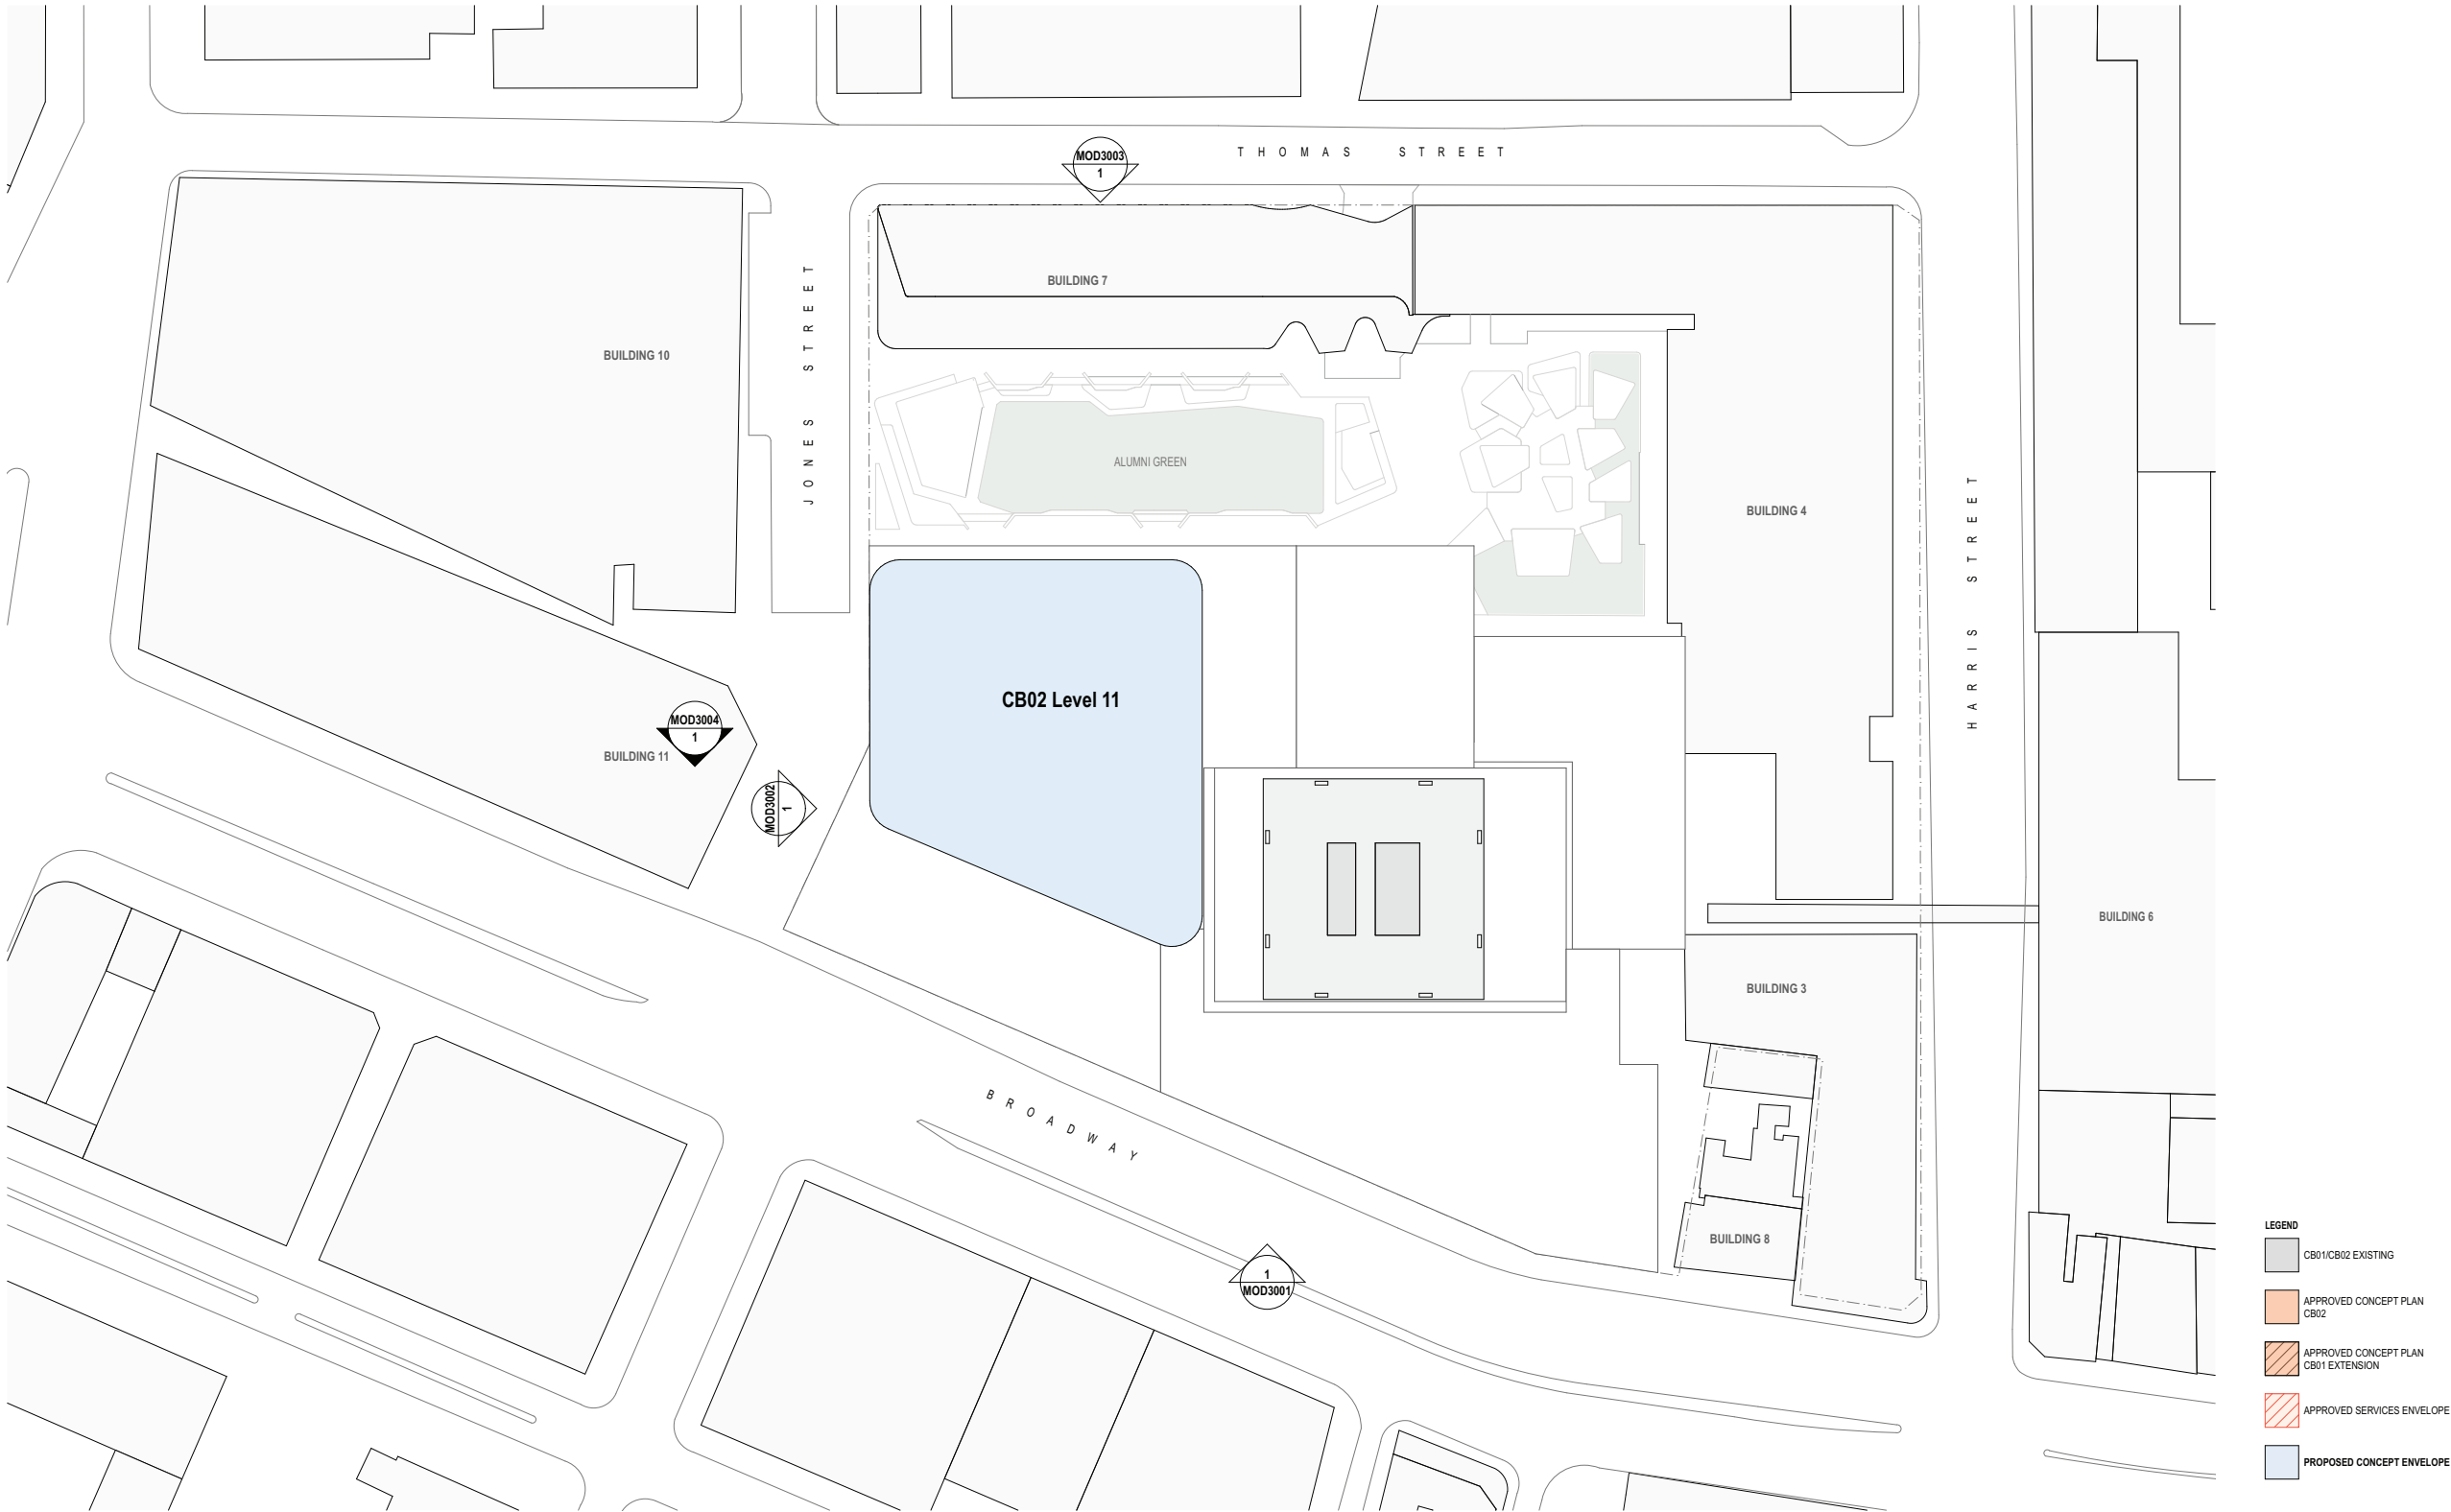 THOMAS STREET
MOD3003
1
BUILDING 7
JONES STREET
BUILDING 10
ALUMNI GREEN
BUILDING 4
HARRIS STREET
CB02 Level 11
MOD3004
1
BUILDING 11
MOD3002
1
BUILDING 6
BUILDING 3
BROADWAY
BUILDING 8
1
MOD3001
LEGEND
CB01/CB02 EXISTING
APPROVED CONCEPT PLAN
CB02
APPROVED CONCEPT PLAN
CB01 EXTENSION
APPROVED SERVICES ENVELOPE
PROPOSED CONCEPT ENVELOPE